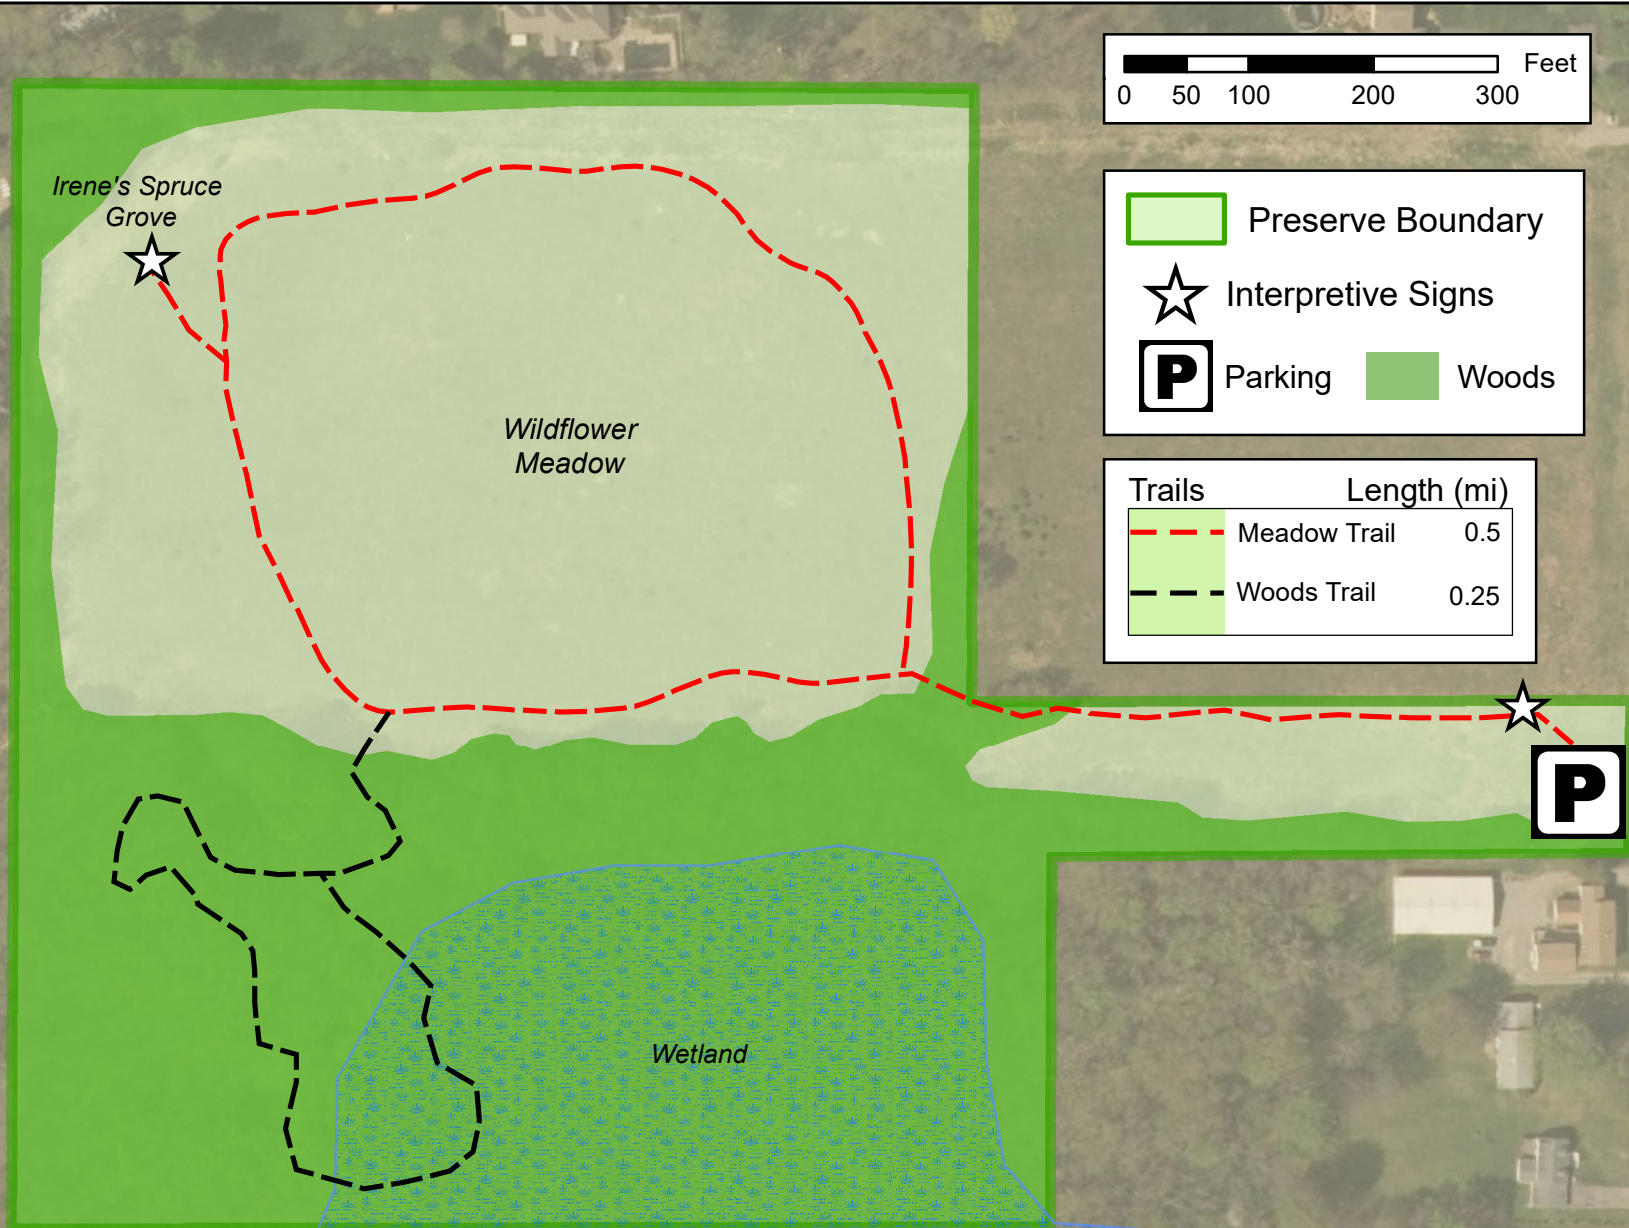 Feet
0 50 100 200 300
Irene's Spruce
Grove
Preserve Boundary
Interpretive Signs
P Parking Woods
Wildflower
Meadow
Trails Length (mi)
Meadow Trail 0.5
Woods Trail 0.25
P
Wetland